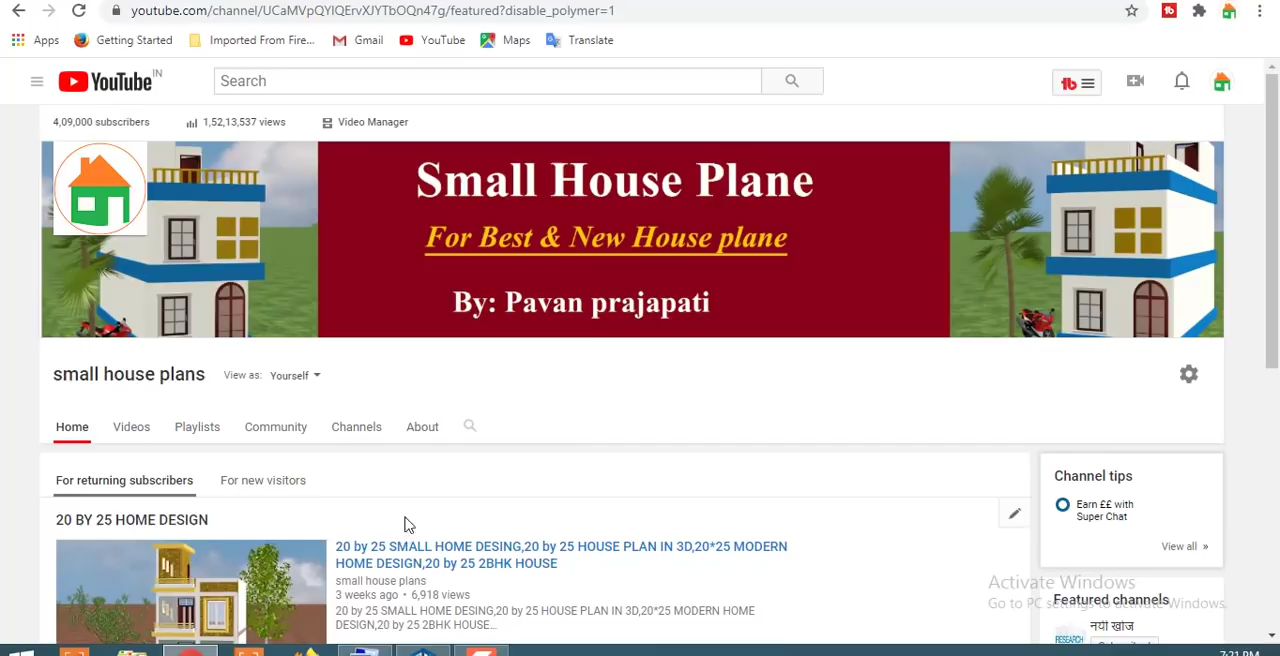 youtube.com/channel/UCaMVpQYIQErvXJYTbOQn47g/featured?disable_polymer=1
Apps Getting Started Imported From Fire... Gmail YouTube Maps Translate
YouTube IN Search
4,09,000 subscribers 1,52,13,537 views Video Manager
Small House Plane
For Best & New House plane
By: Pavan prajapati
small house plans View as: Yourself
Home Videos Playlists Community Channels About
For returning subscribers For new visitors
Channel tips
Earn ££ with
Super Chat
View all »
20 BY 25 HOME DESIGN
20 by 25 SMALL HOME DESING,20 by 25 HOUSE PLAN IN 3D,20*25 MODERN
HOME DESIGN,20 by 25 2BHK HOUSE
small house plans
3 weeks ago • 6,918 views
20 by 25 SMALL HOME DESING,20 by 25 HOUSE PLAN IN 3D,20*25 MODERN HOME
DESIGN,20 by 25 2BHK HOUSE...
Activate Windows
Go to PC settings to activate Windows.
Featured channels
नयी खोज
RESEARCH
7:21 PM